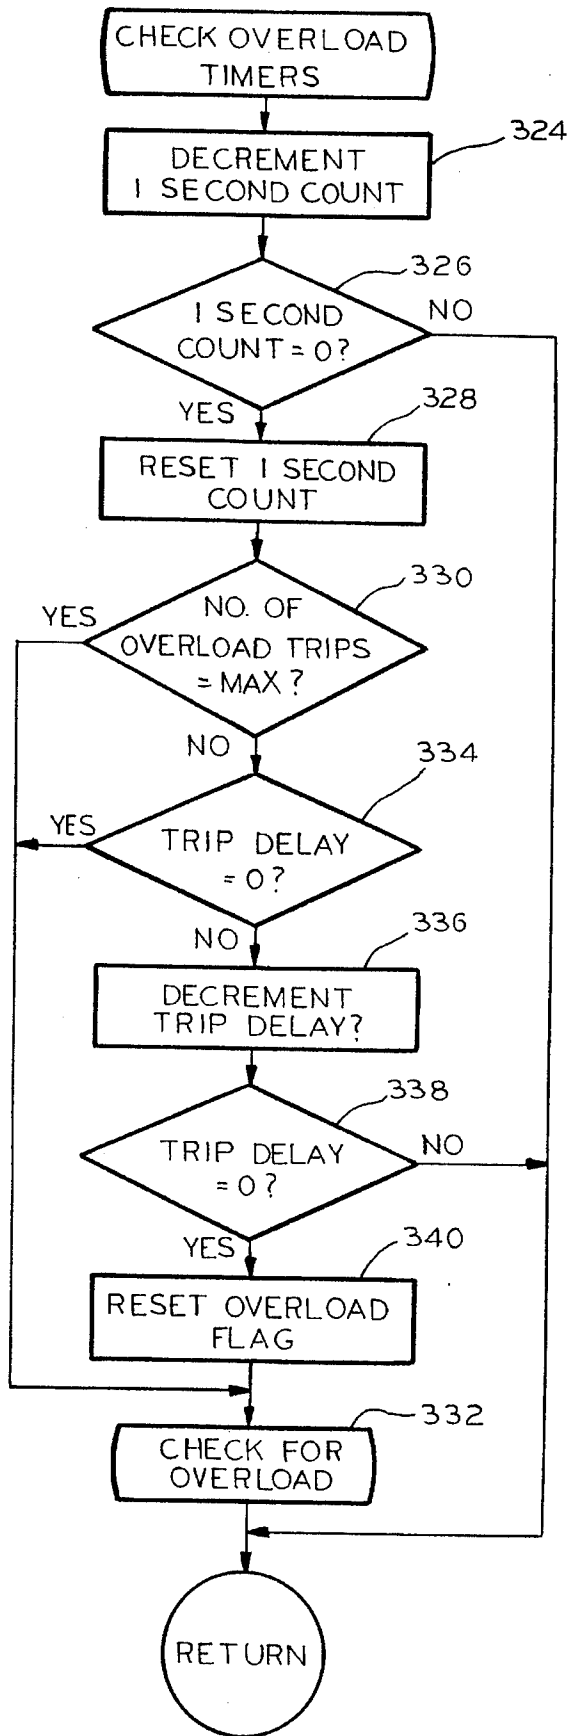 CHECK OVERLOAD
TIMERS
324
DECREMENT
1 SECOND COUNT
326
1 SECOND
COUNT = 0?
NO
YES
328
RESET 1 SECOND
COUNT
330
YES
NO. OF
OVERLOAD TRIPS
= MAX?
NO
334
YES
TRIP DELAY
= 0?
NO
336
DECREMENT
TRIP DELAY?
338
TRIP DELAY
= 0?
NO
YES
340
RESET OVERLOAD
FLAG
332
CHECK FOR
OVERLOAD
RETURN